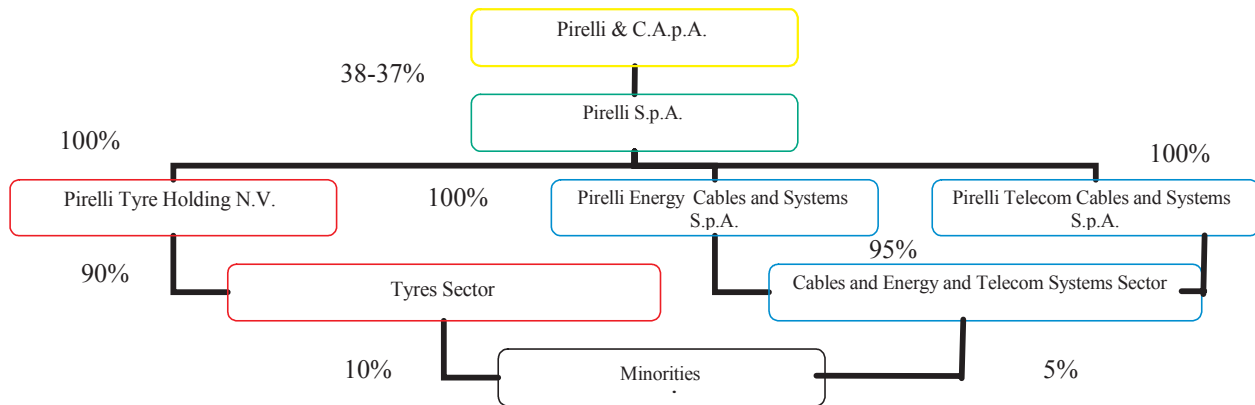 Pirelli & C.A.p.A.
38-37%
Pirelli S.p.A.
100%
100%
Pirelli Tyre Holding N.V.
100%
Pirelli Energy Cables and Systems
S.p.A.
Pirelli Telecom Cables and Systems
S.p.A.
90%
95%
Tyres Sector
Cables and Energy and Telecom Systems Sector
10%
Minorities
5%